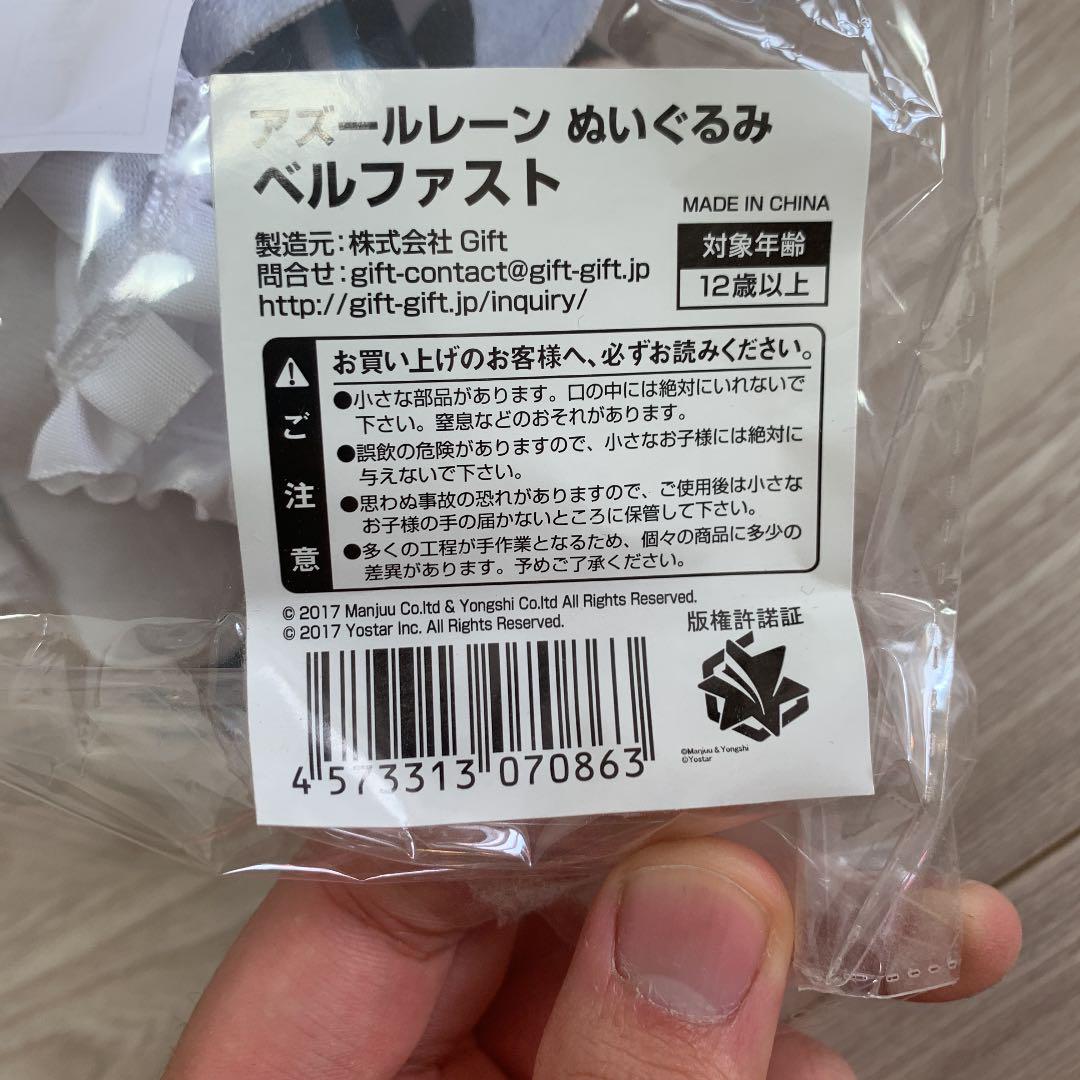 アズールレーン ぬいぐるみ
ベルファスト
MADE IN CHINA
製造元:株式会社 Gift
問合せ:gift-contact@gift-gift.jp
http://gift-gift.jp/inquiry/
対象年齢
12歳以上
ご注意
お買い上げのお客様へ、必ずお読みください。
●小さな部品があります。口の中には絶対にいれないで
下さい。窒息などのおそれがあります。
●誤飲の危険がありますので、小さなお子様には絶対に
与えないで下さい。
●思わぬ事故の恐れがありますので、ご使用後は小さな
お子様の手の届かないところに保管して下さい。
●多くの工程が手作業となるため、個々の商品に多少の
差異があります。予めご了承ください。
© 2017 Manjuu Co.ltd & Yongshi Co.ltd All Rights Reserved.
© 2017 Yostar Inc. All Rights Reserved.
版権許諾証
4 573313 070863
©Manjuu & Yongshi
©Yostar